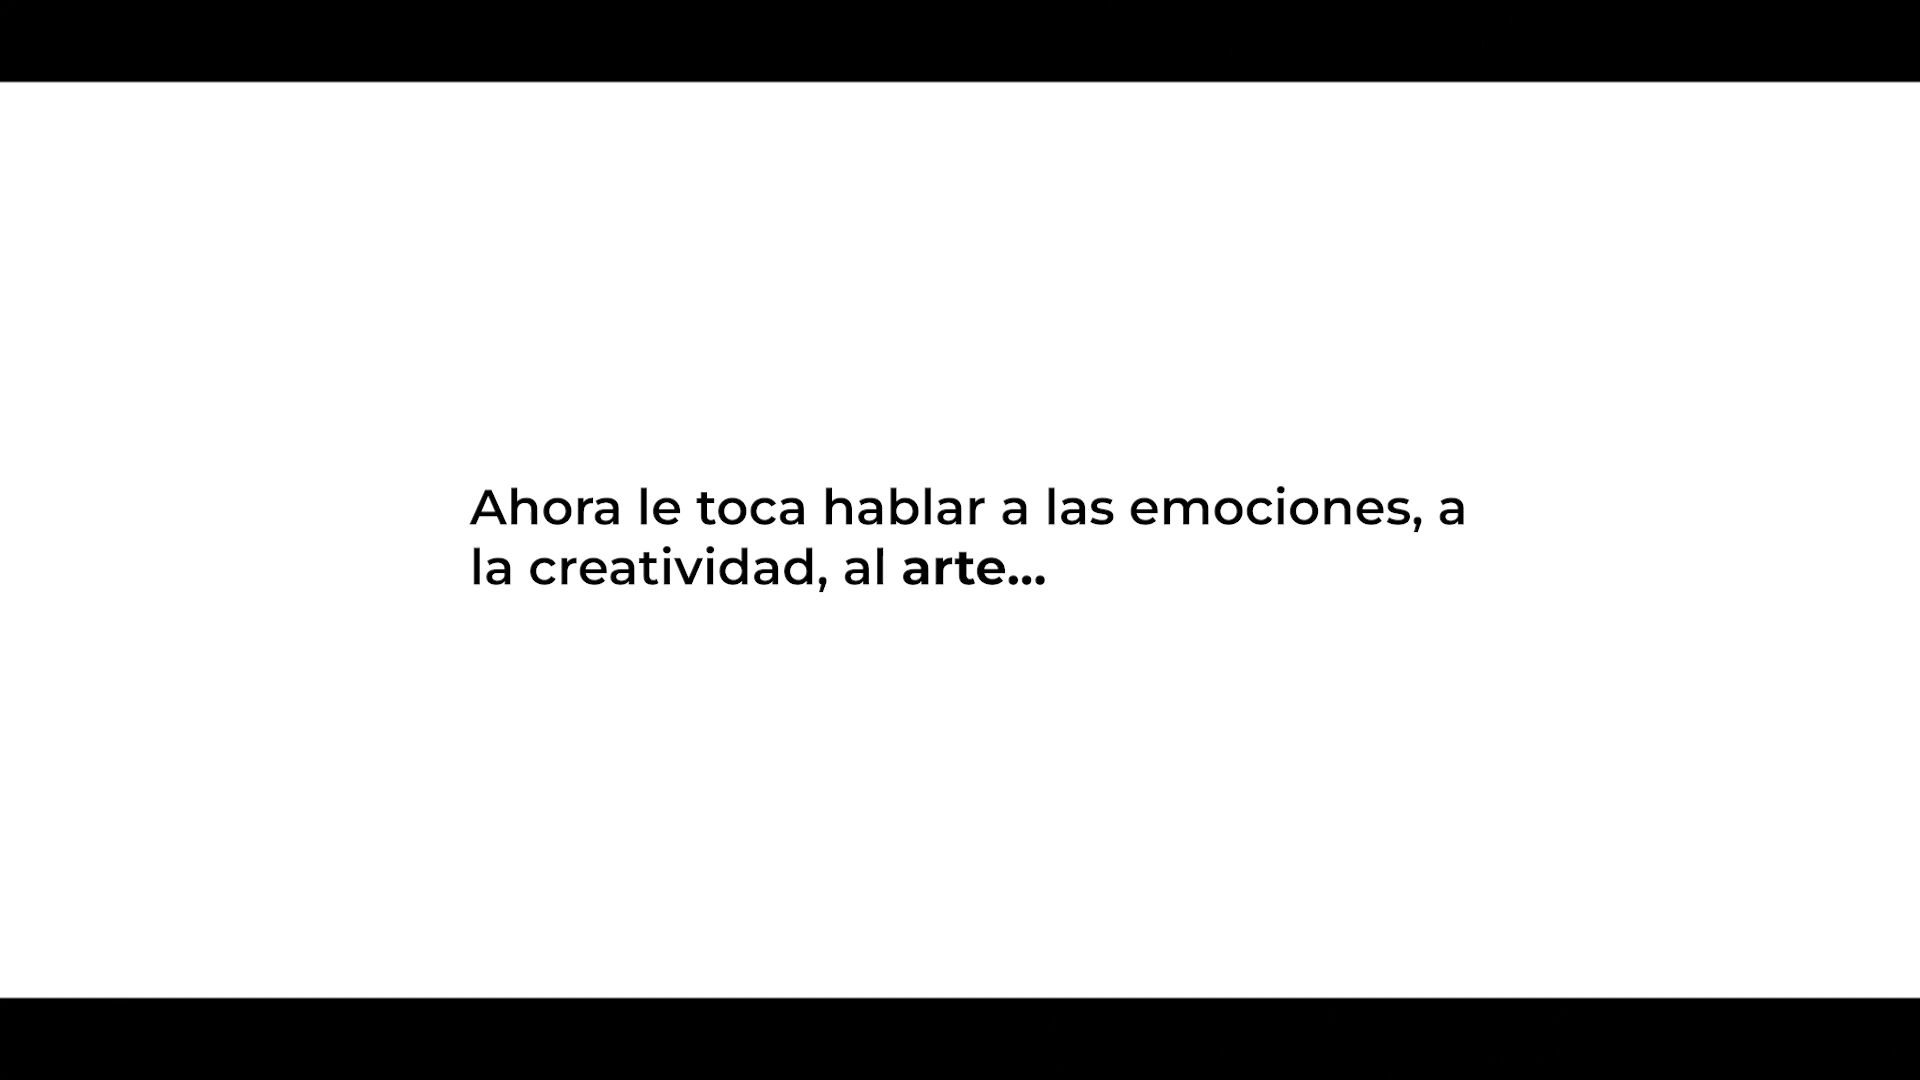 Ahora le toca hablar a las emociones, a
la creatividad, al arte...